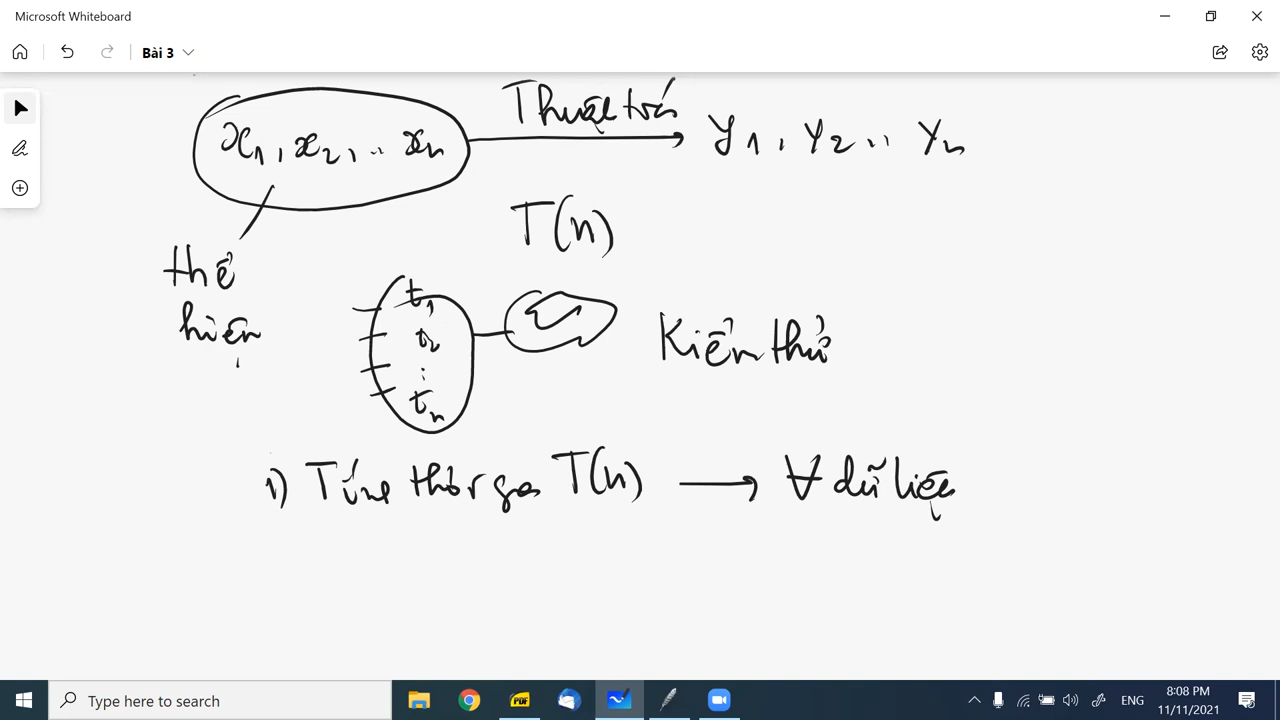 Microsoft Whiteboard
Bài 3
Thuật toán
x1, x2, .. xn
y1, y2 .. yn
T(n)
thể
hiện
t1
t2
:
tn
Kiểm thử
1) Tính thời gian T(n) → ∀ dữ liệu
Type here to search
PDF
ENG
8:08 PM
11/11/2021